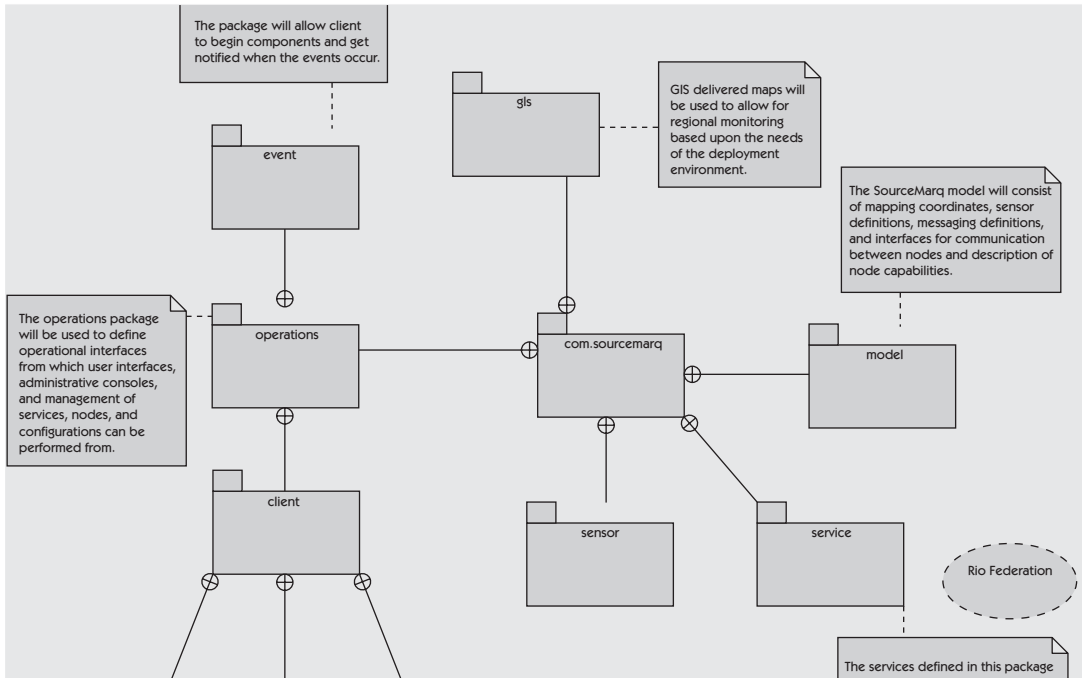 The package will allow client
to begin components and get
notified when the events occur.
gls
GIS delivered maps will
be used to allow for
regional monitoring
based upon the needs
of the deployment
environment.
event
The SourceMarq model will consist
of mapping coordinates, sensor
definitions, messaging definitions,
and interfaces for communication
between nodes and description of
node capabilities.
The operations package
will be used to define
operational interfaces
from which user interfaces,
administrative consoles,
and management of
services, nodes, and
configurations can be
performed from.
operations
com.sourcemarq
model
client
sensor
service
Rio Federation
The services defined in this package